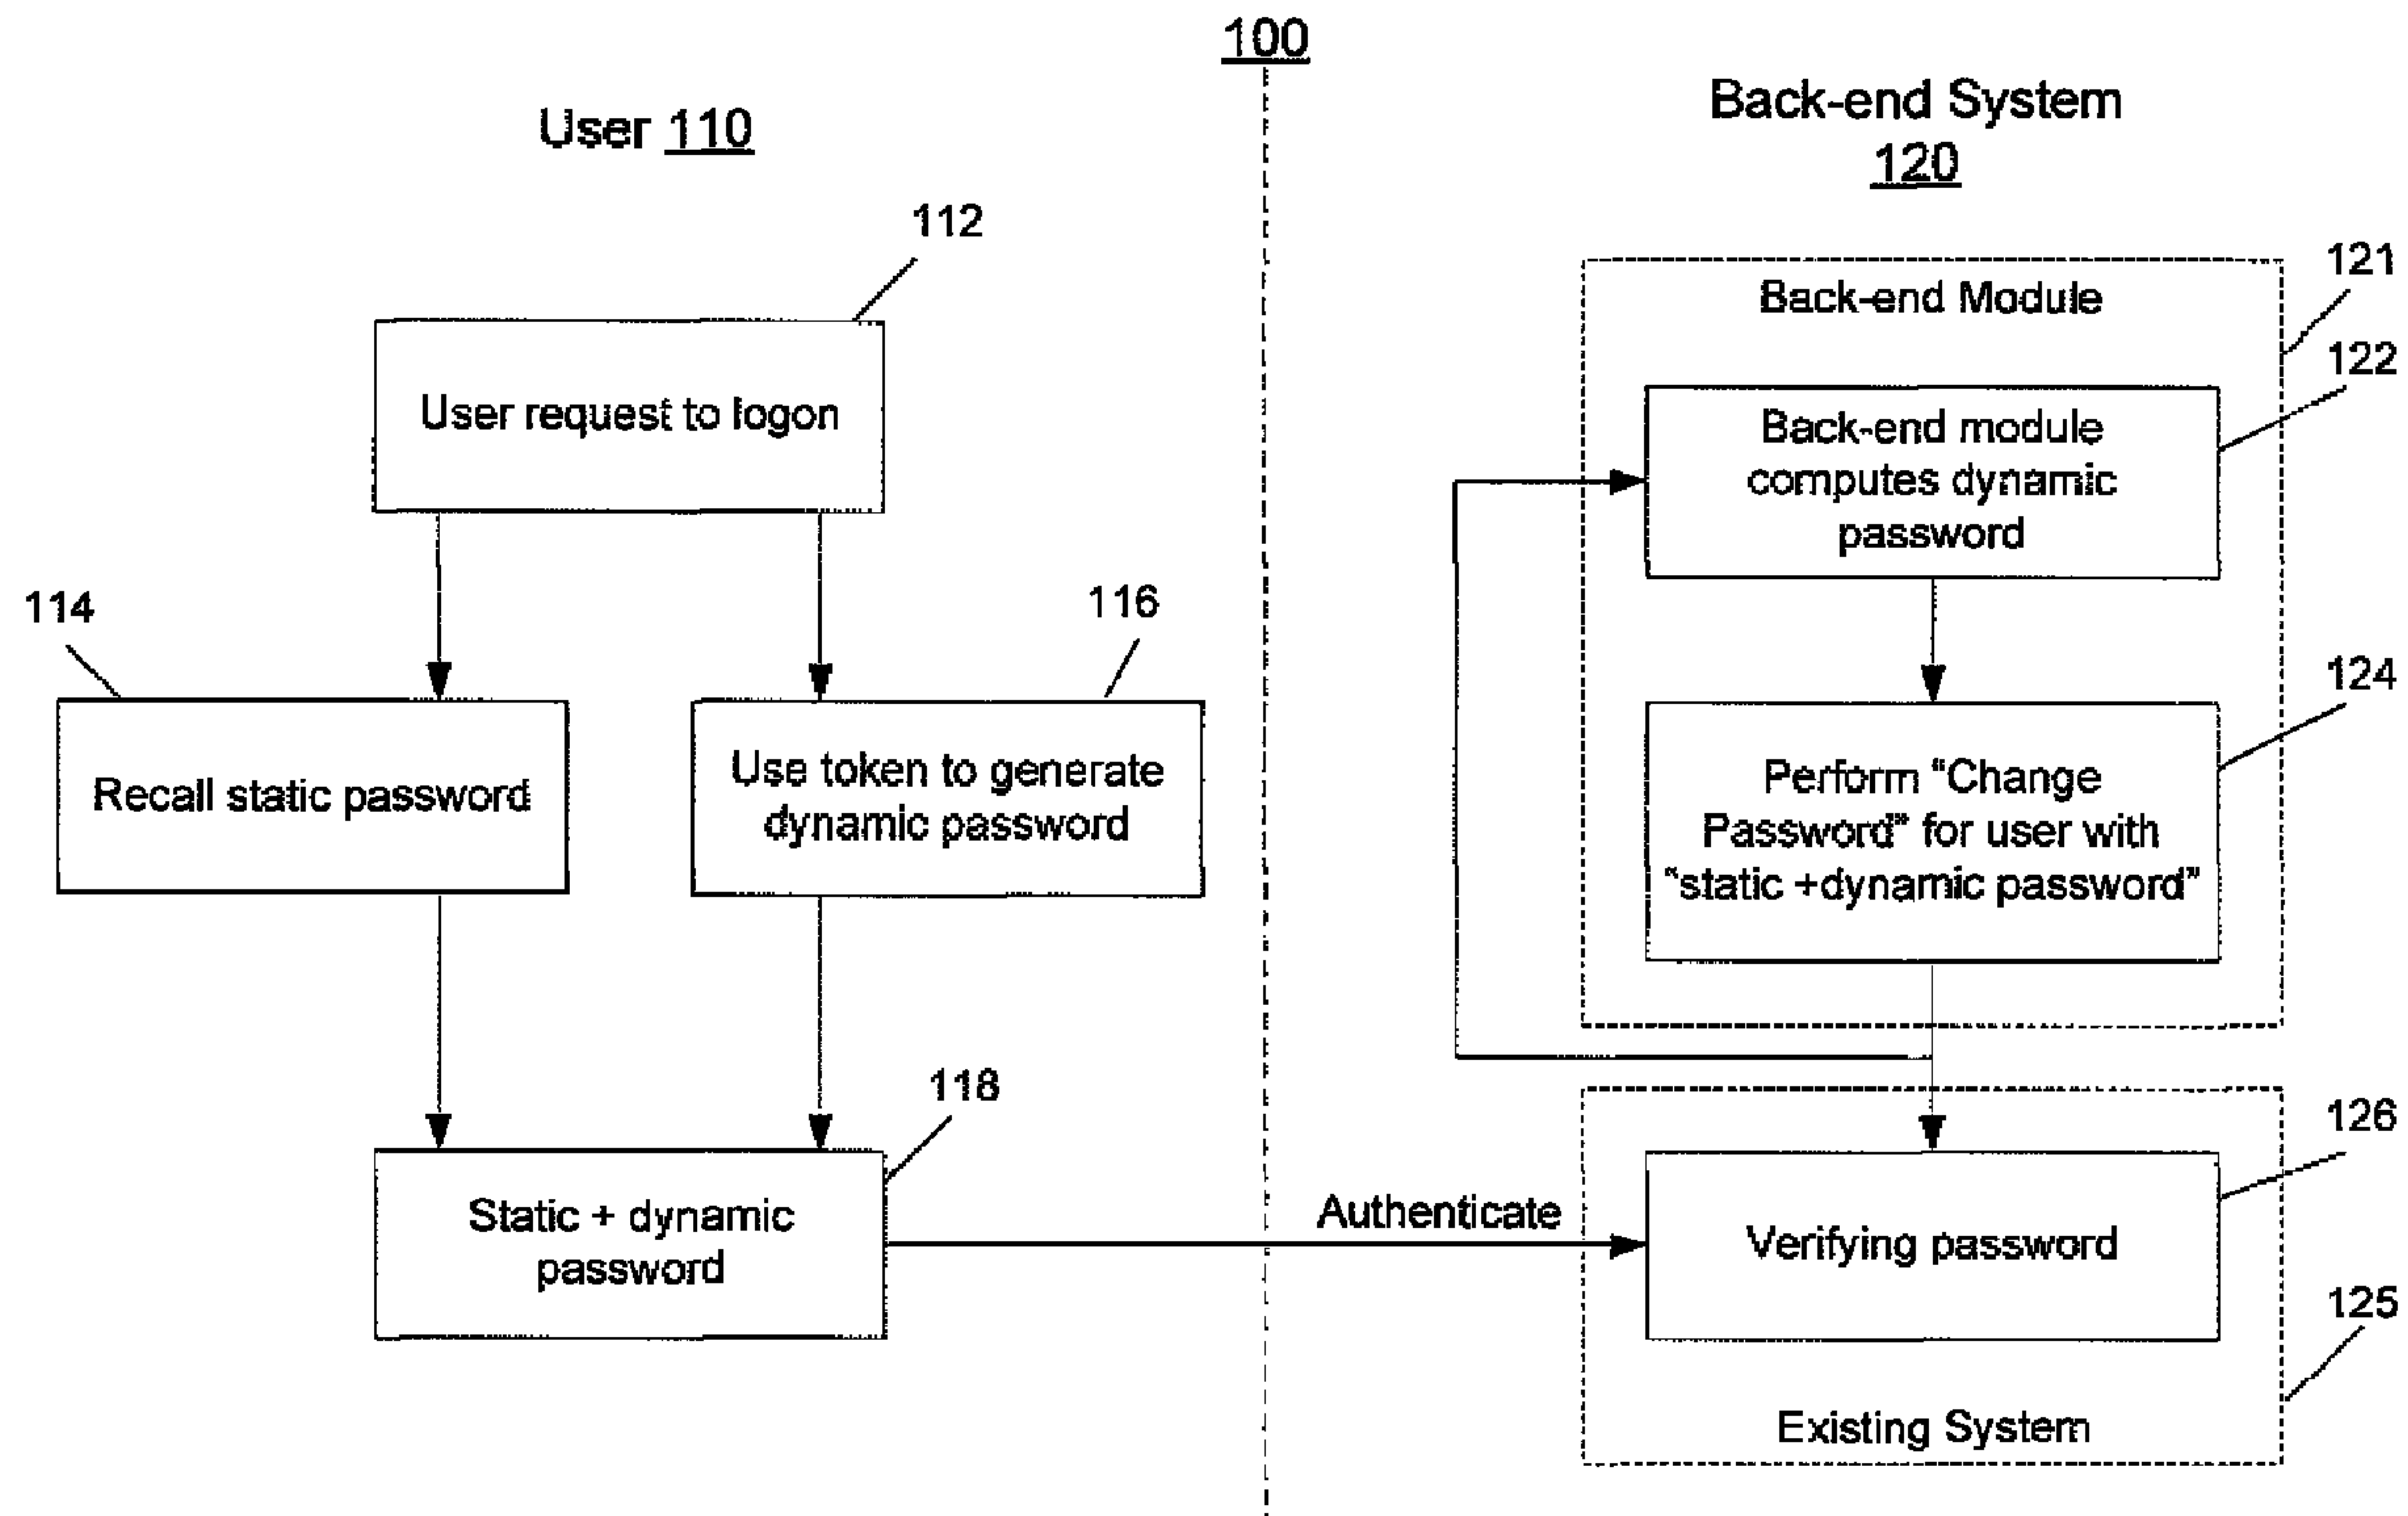 100
User 110
Back-end System
120
112
121
Back-end Module
122
User request to logon
Back-end module
computes dynamic
password
114
116
124
Recall static password
Use token to generate
dynamic password
Perform “Change
Password” for user with
“static +dynamic password”
118
126
Static + dynamic
password
Authenticate
Verifying password
125
Existing System